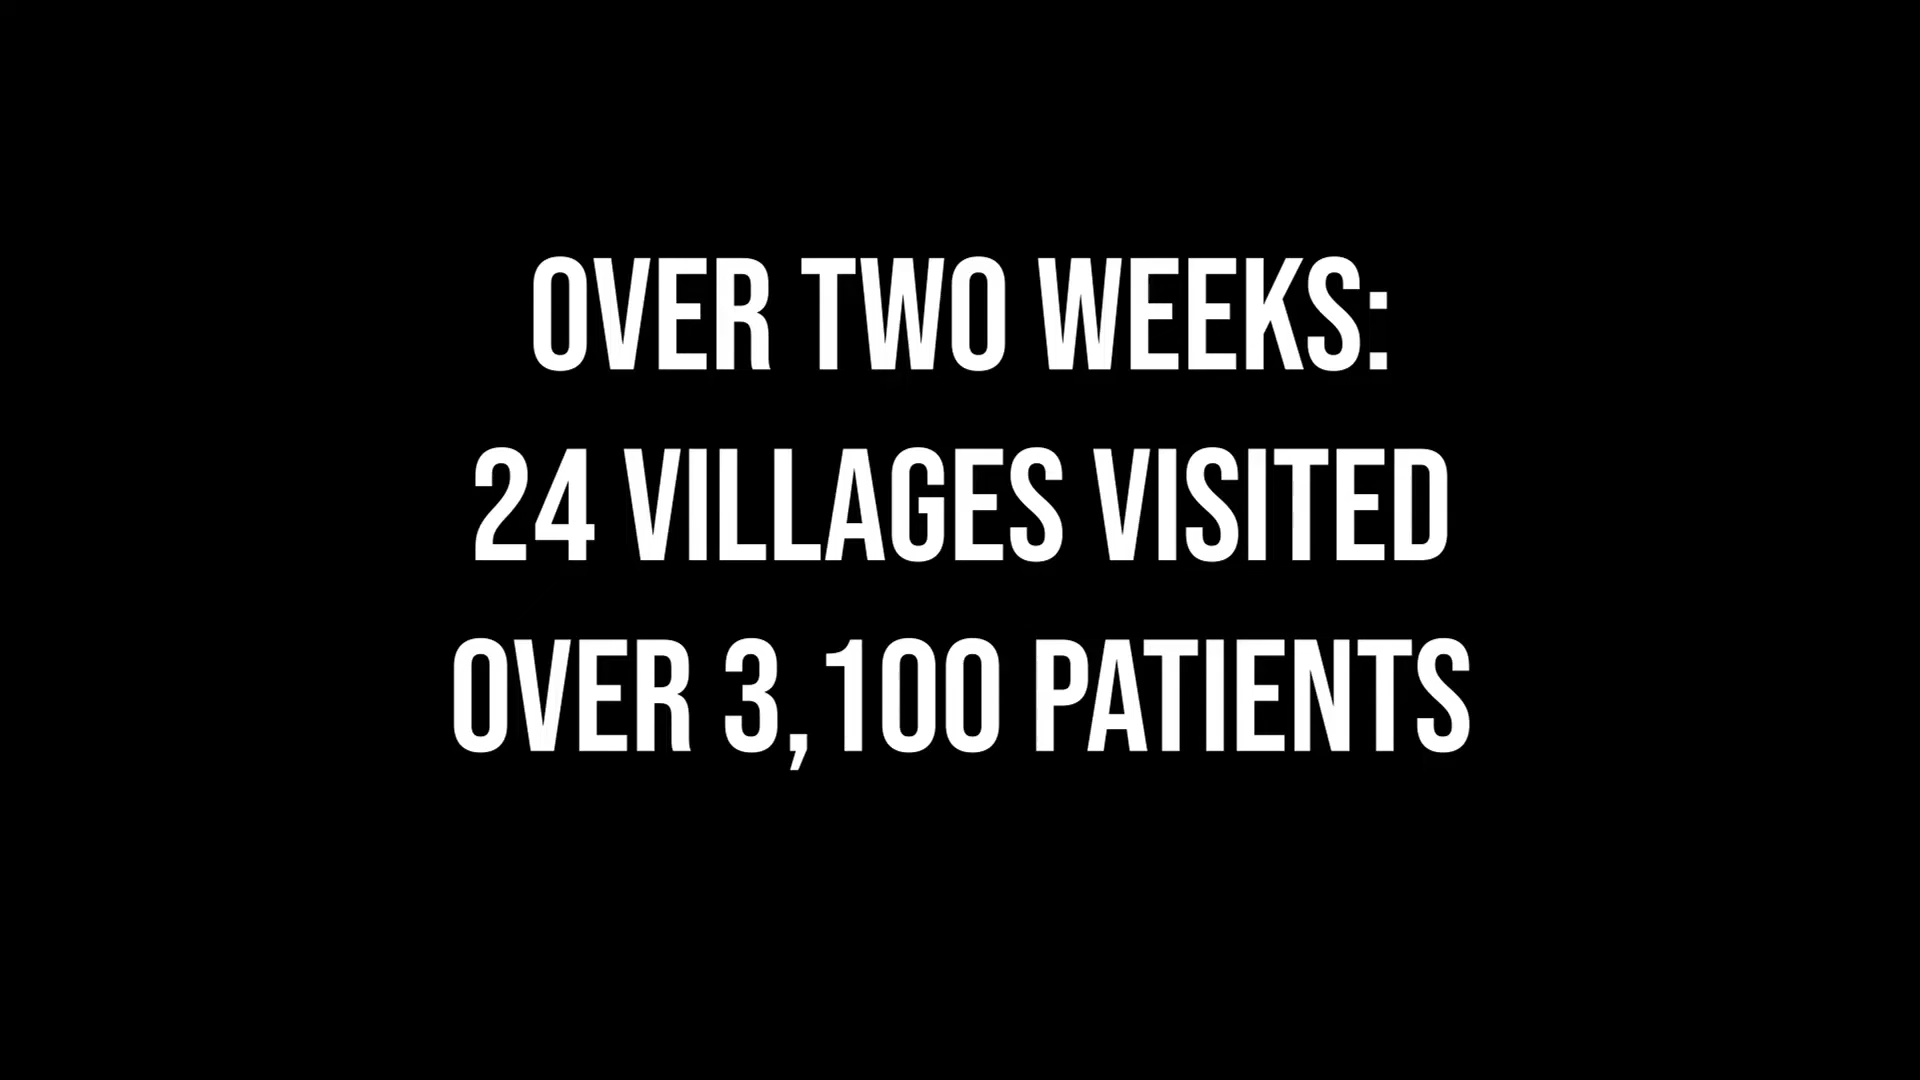 OVER TWO WEEKS:
24 VILLAGES VISITED
OVER 3,100 PATIENTS